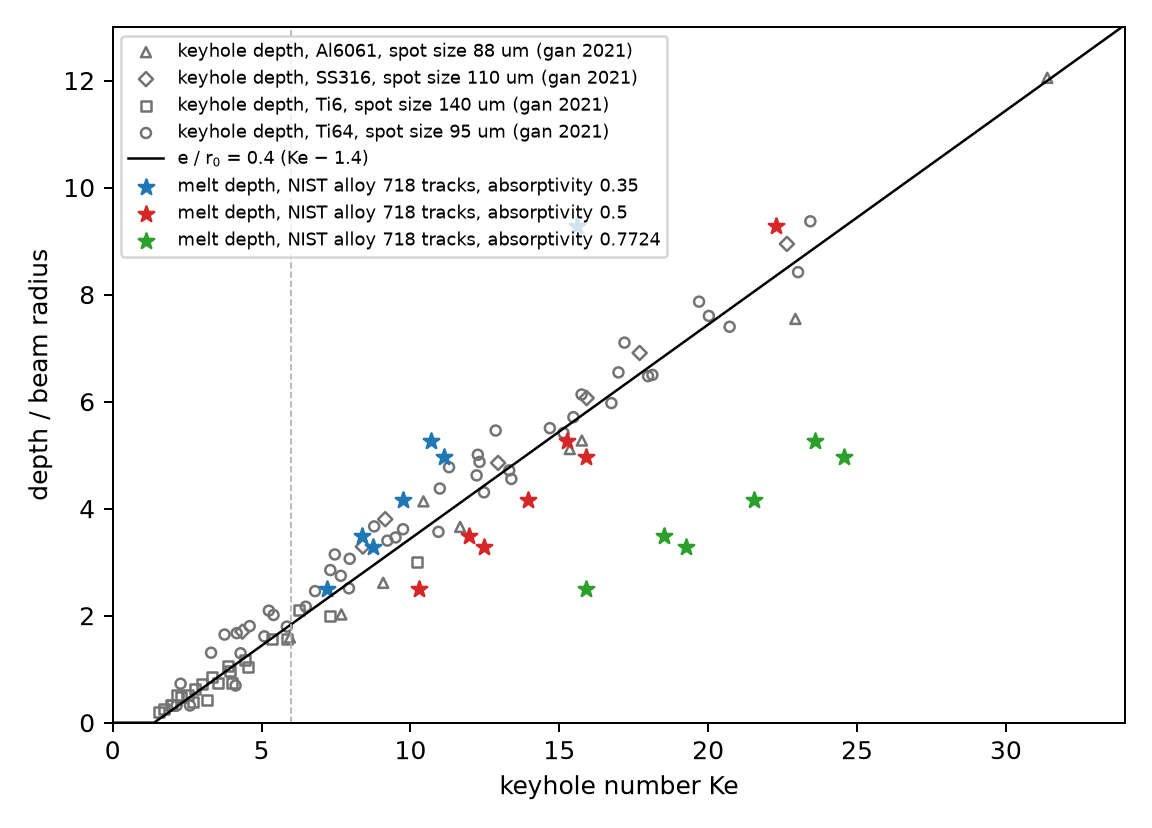 keyhole depth, Al6061, spot size 88 um (gan 2021)
keyhole depth, SS316, spot size 110 um (gan 2021)
keyhole depth, Ti6, spot size 140 um (gan 2021)
keyhole depth, Ti64, spot size 95 um (gan 2021)
e / r₀ = 0.4 (Ke − 1.4)
melt depth, NIST alloy 718 tracks, absorptivity 0.35
melt depth, NIST alloy 718 tracks, absorptivity 0.5
melt depth, NIST alloy 718 tracks, absorptivity 0.7724
depth / beam radius
12
10
8
6
4
2
0
0 5 10 15 20 25 30
keyhole number Ke